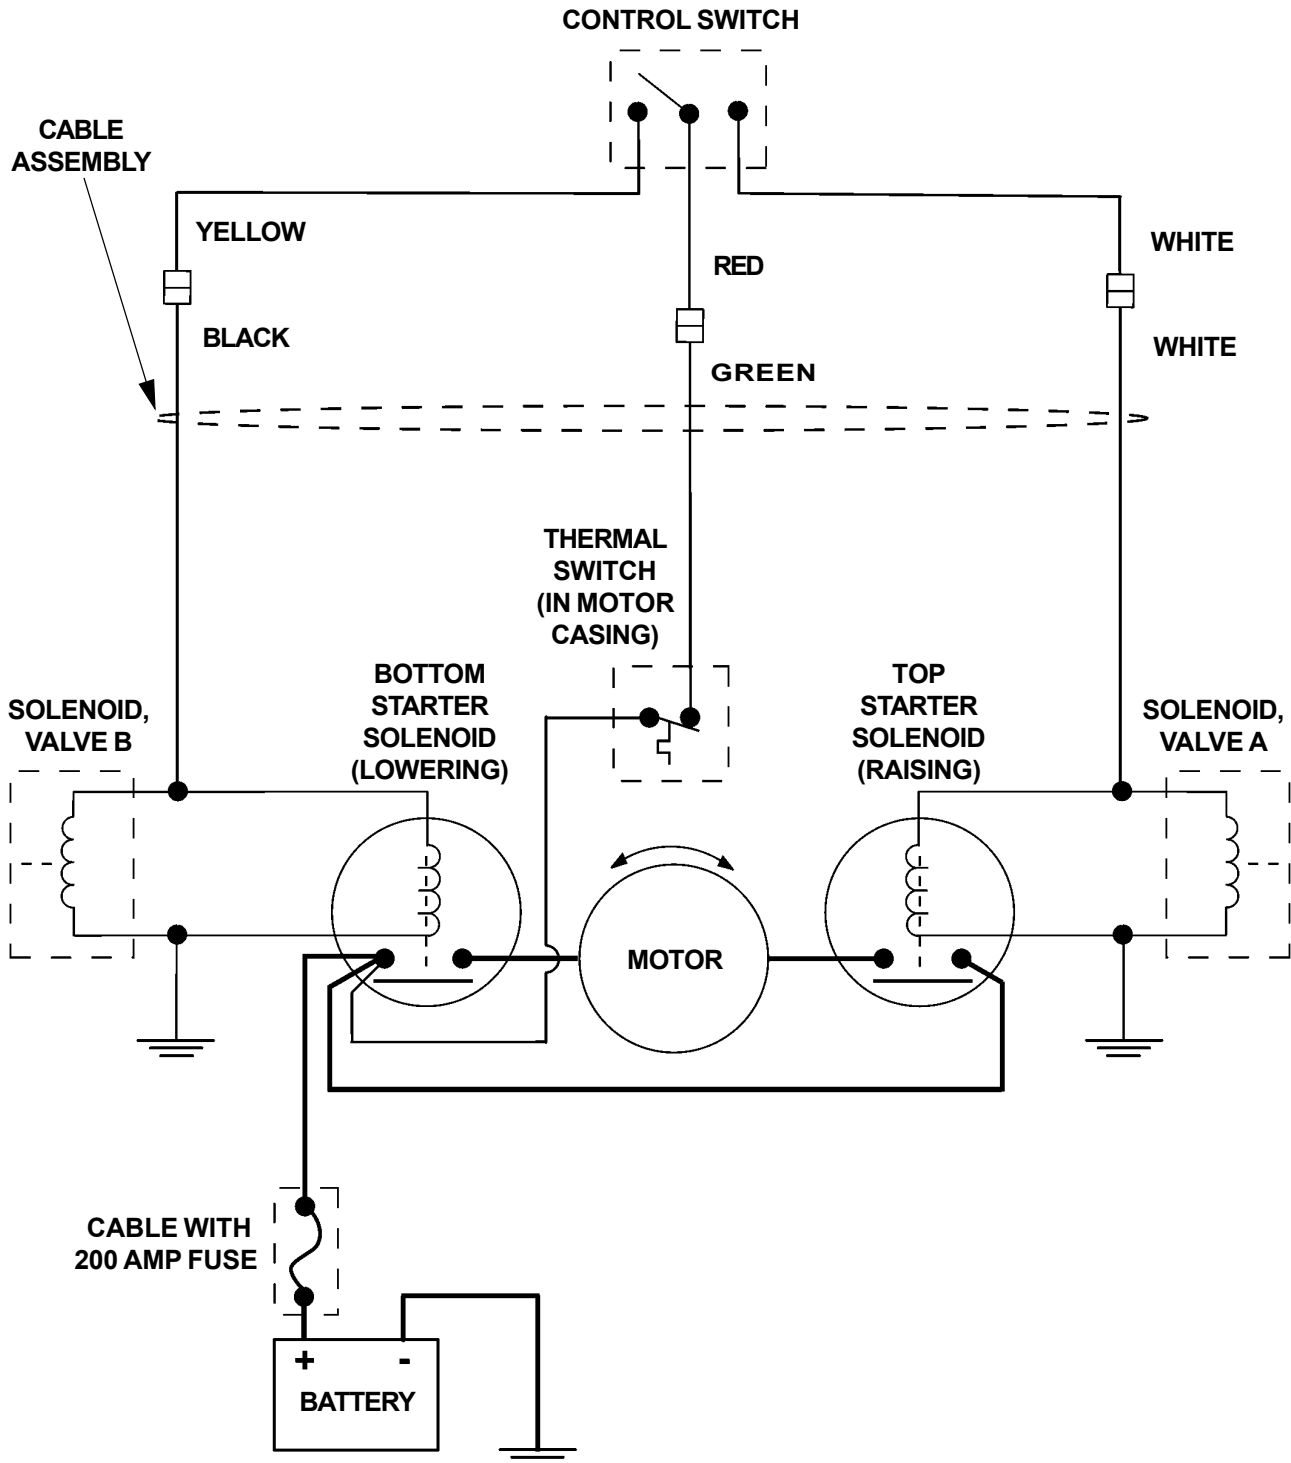 CONTROL SWITCH
CABLE
ASSEMBLY
YELLOW
WHITE
RED
BLACK
WHITE
GREEN
THERMAL
SWITCH
(IN MOTOR
CASING)
BOTTOM
STARTER
SOLENOID
(LOWERING)
TOP
STARTER
SOLENOID
(RAISING)
SOLENOID,
VALVE B
SOLENOID,
VALVE A
MOTOR
CABLE WITH
200 AMP FUSE
+ -
BATTERY